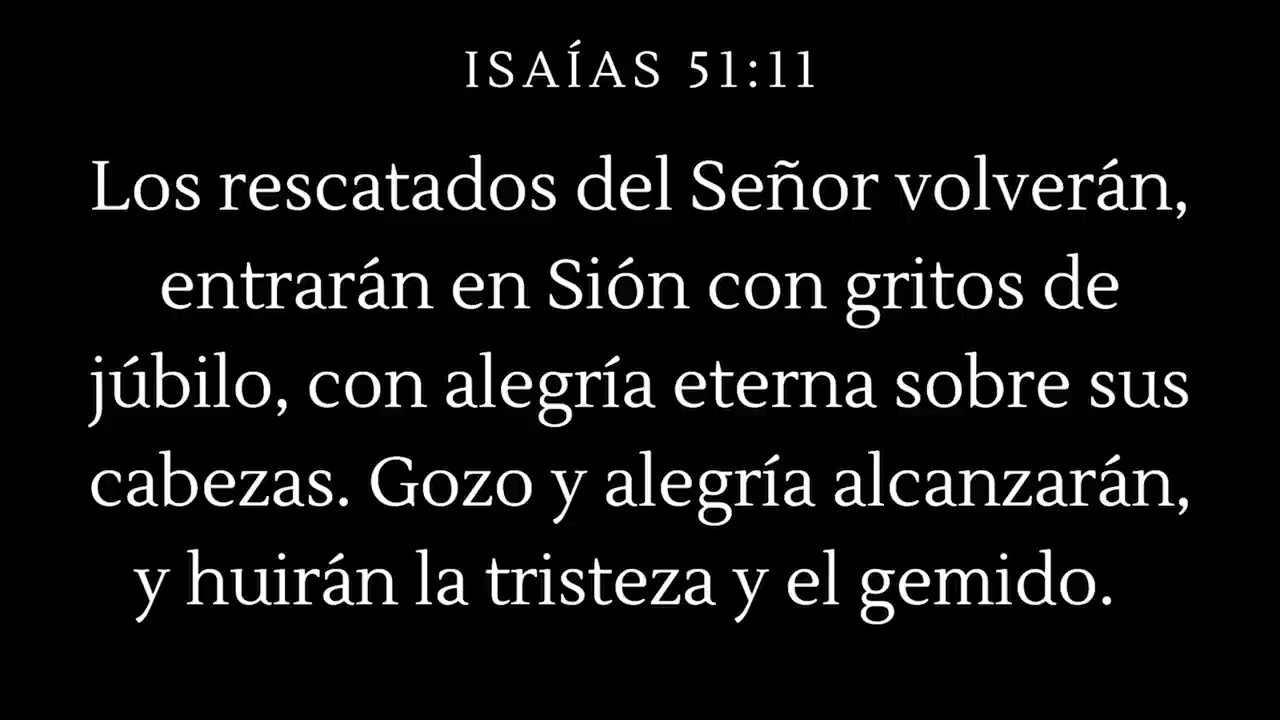 ISAÍAS 51:11
Los rescatados del Señor volverán,
entrarán en Sión con gritos de
júbilo, con alegría eterna sobre sus
cabezas. Gozo y alegría alcanzarán,
y huirán la tristeza y el gemido.